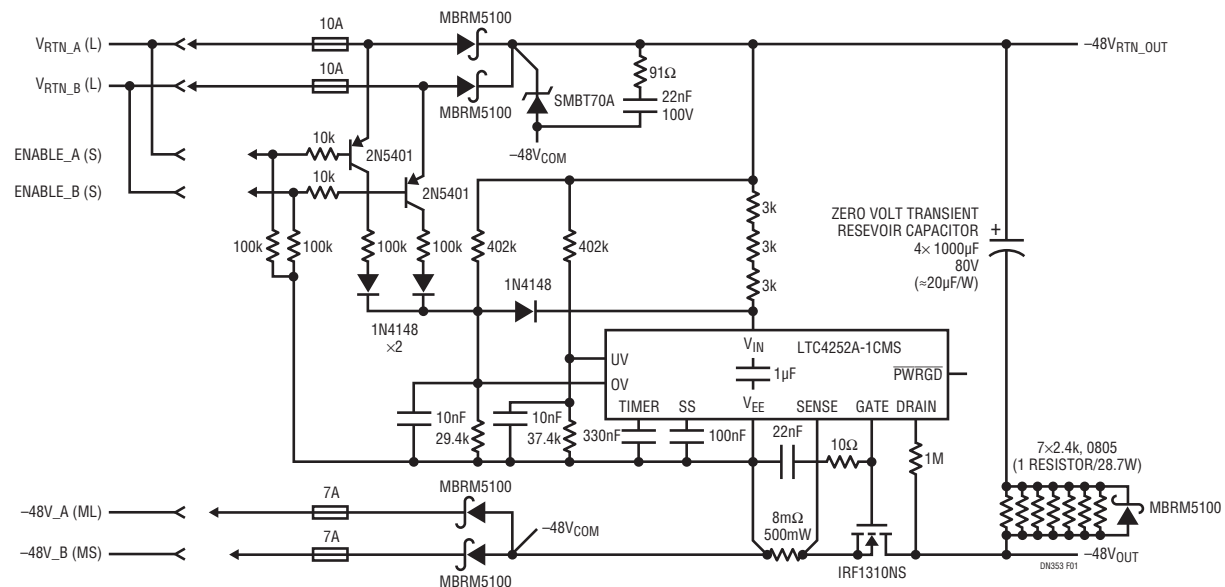 MBRM5100
10A
VRTN_A (L)
–48VRTN_OUT
10A
VRTN_B (L)
MBRM5100
SMBT70A
91Ω
22nF
100V
–48VCOM
ENABLE_A (S)
10k
2N5401
ENABLE_B (S)
10k
2N5401
100k
100k
100k
100k
402k
402k
3k
3k
3k
ZERO VOLT TRANSIENT
RESEVOIR CAPACITOR
4× 1000µF
80V
(≈20µF/W)
+
1N4148
1N4148
×2
VIN
LTC4252A-1CMS
UV
OV
1µF
PWRGD
TIMER
SS
VEE
SENSE
GATE
DRAIN
10nF
29.4k
10nF
37.4k
330nF
100nF
22nF
10Ω
1M
7×2.4k, 0805
(1 RESISTOR/28.7W)
MBRM5100
–48V_A (ML)
7A
MBRM5100
–48VCOM
8mΩ
500mW
–48V_B (MS)
7A
MBRM5100
IRF1310NS
–48VOUT
DN353 F01